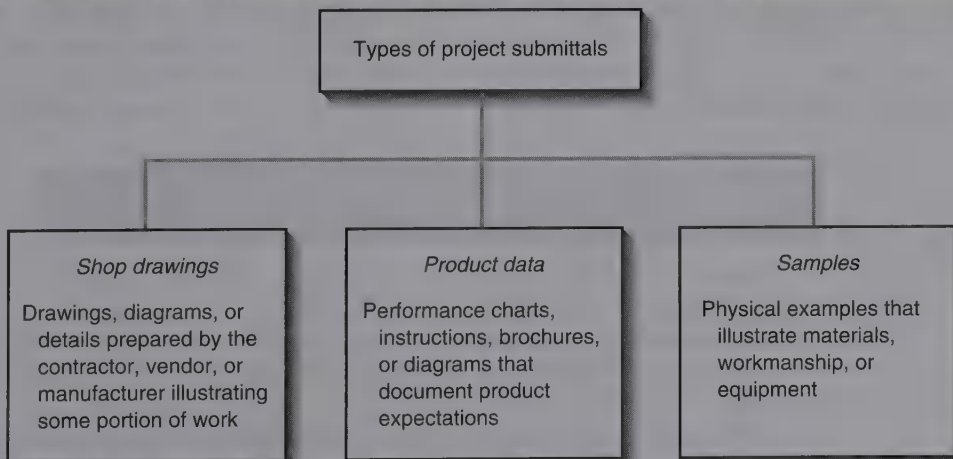 Types of project submittals
Shop drawings
Drawings, diagrams, or
details prepared by the
contractor, vendor, or
manufacturer illustrating
some portion of work
Product data
Performance charts,
instructions, brochures,
or diagrams that
document product
expectations
Samples
Physical examples that
illustrate materials,
workmanship, or
equipment